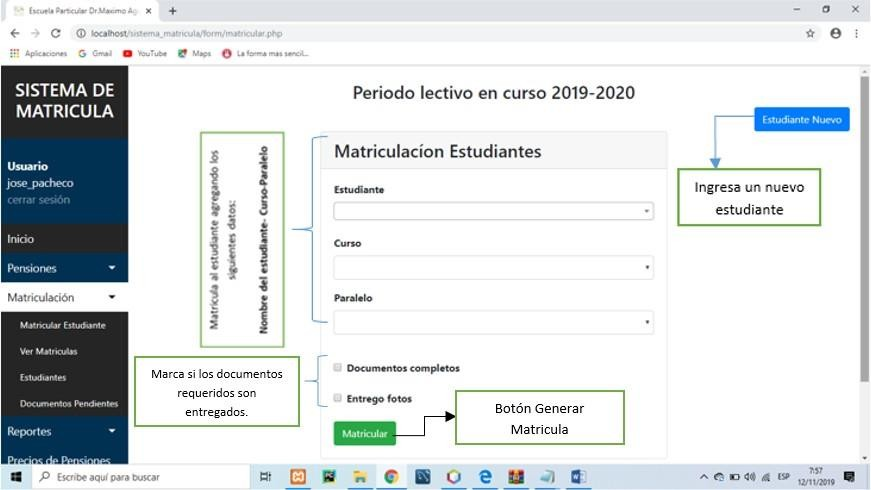 Escuela Particular Dr.Maximo Ag
localhost/sistema_matricula/form/matricular.php
Aplicaciones
Gmail
YouTube
Maps
La forma más sencil...
SISTEMA DE
MATRICULA
Usuario
jose_pacheco
cerrar sesión
Inicio
Pensiones
Matriculación
Matricular Estudiante
Ver Matriculas
Estudiantes
Documentos Pendientes
Reportes
Precios de Pensiones
Periodo lectivo en curso 2019-2020
Estudiante Nuevo
Ingresa un nuevo
estudiante
Matricula al estudiante agregando los
siguientes datos:
Nombre del estudiante- Curso-Paralelo
Matriculacíon Estudiantes
Estudiante
Curso
Paralelo
Marca si los documentos
requeridos son
entregados.
Documentos completos
Entrego fotos
Matricular
Botón Generar
Matricula
Escribe aquí para buscar
ESP
7:57
12/11/2019